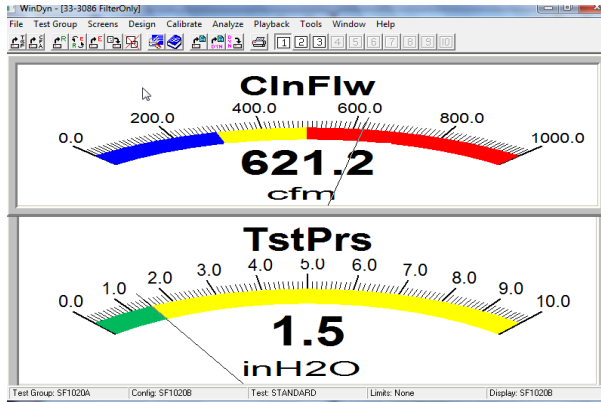 WinDyn - [33-3086 FilterOnly]
File Test Group Screens Design Calibrate Analyze Playback Tools Window Help
1 2 3 4 5 6 7 8 9 10
ClnFlw
0.0 200.0 400.0 600.0 800.0 1000.0
621.2
cfm
TstPrs
0.0 1.0 2.0 3.0 4.0 5.0 6.0 7.0 8.0 9.0 10.0
1.5
inH2O
Test Group: SF1020A Config: SF1020B Test: STANDARD Limits: None Display: SF1020B